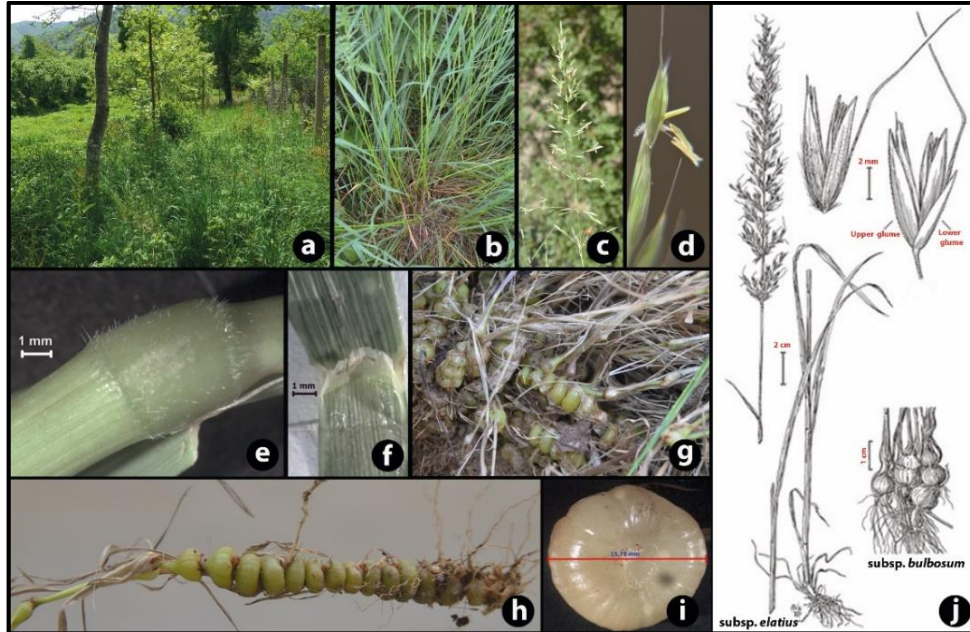 a
b
c
d
2 mm
Upper glume
Lower
glume
1 mm
e
1 mm
f
g
2 cm
1 cm
subsp. bulbosum
h
i
subsp. elatius
j